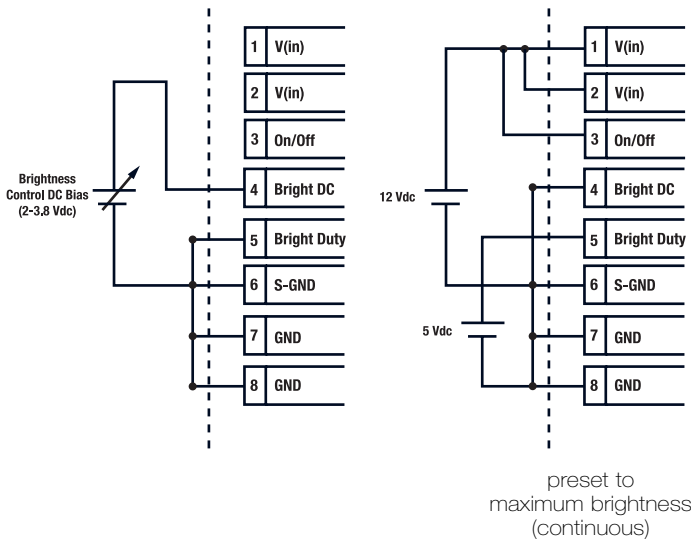 1 V(in)
2 V(in)
3 On/Off
Brightness
Control DC Bias
(2-3.8 Vdc)
4 Bright DC
5 Bright Duty
6 S-GND
7 GND
8 GND
1 V(in)
2 V(in)
3 On/Off
12 Vdc
4 Bright DC
5 Bright Duty
6 S-GND
5 Vdc
7 GND
8 GND
preset to
maximum brightness
(continuous)